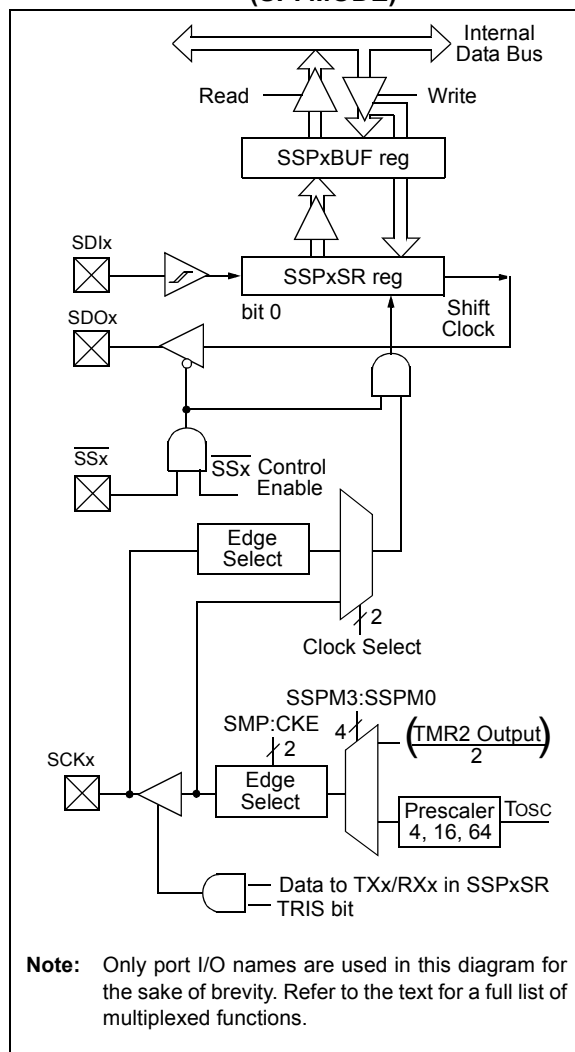 Internal
Data Bus
Read
Write
SSPxBUF reg
SDIx
SSPxSR reg
bit 0
Shift
Clock
SDOx
SSx
SSx Control
Enable
Edge
Select
2
Clock Select
SSPM3:SSPM0
SMP:CKE
4
(TMR2 Output)
2
2
SCKx
Edge
Select
Prescaler
4, 16, 64
TOSC
Data to TXx/RXx in SSPxSR
TRIS bit
Note: Only port I/O names are used in this diagram for
the sake of brevity. Refer to the text for a full list of
multiplexed functions.